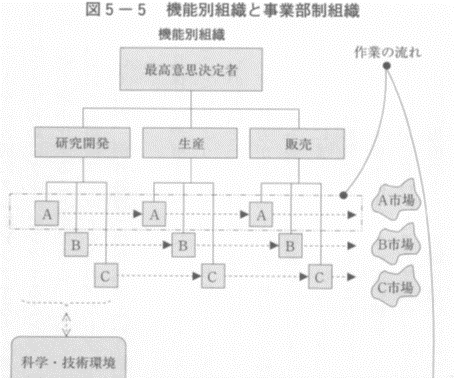 図5-5 機能別組織と事業部制組織
機能別組織
作業の流れ
最高意思決定者
研究開発 生産 販売
A A A A市場
B B B B市場
C C C C市場
科学・技術環境